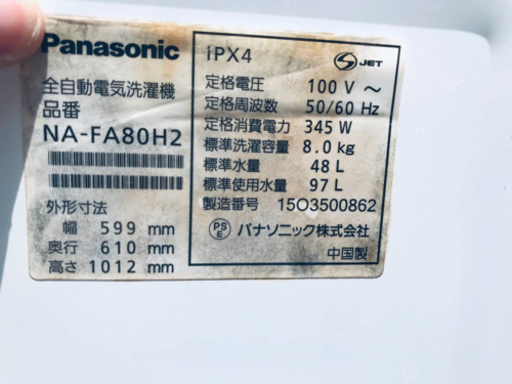 Panasonic
全自動電気洗濯機
品番
NA-FA80H2
外形寸法
幅 599 mm
奥行 610 mm
高さ 1012 mm
IPX4
S JET
定格電圧 100 V ～
定格周波数 50/60 Hz
定格消費電力 345 W
標準洗濯容量 8.0 kg
標準水量 48 L
標準使用水量 97 L
製造番号 15O3500862
PS E パナソニック株式会社
中国製